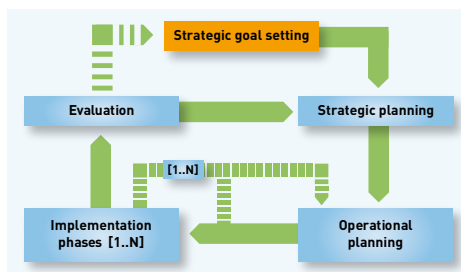 Strategic goal setting
Evaluation
Strategic planning
[1..N]
Implementation
phases [1..N]
Operational
planning